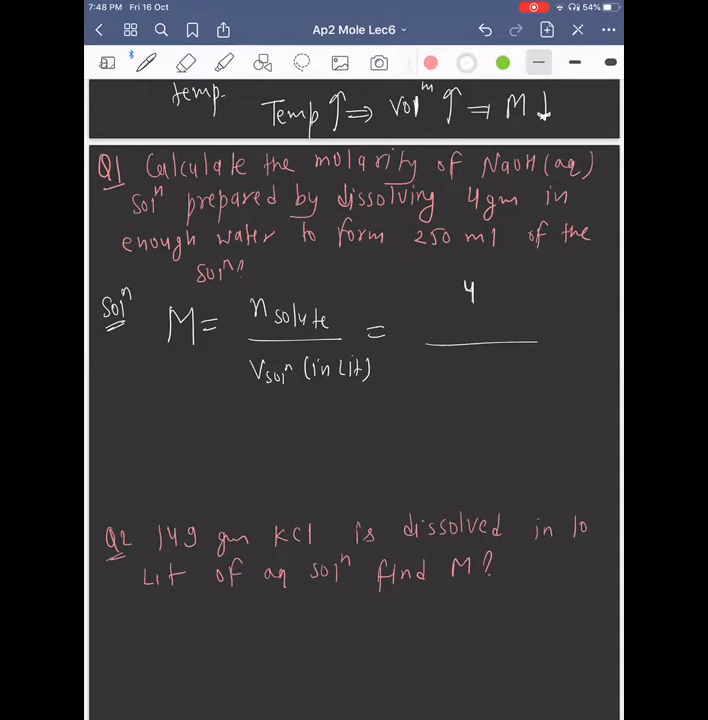 7:48 PM Fri 16 Oct
54%
Ap2 Mole Lec6
temp.
Temp ↑ ⇒ Volᵐ ↑ ⇒ M ↓
Q1 Calculate the molarity of NaOH (aq)
Solⁿ prepared by dissolving 4 gm in
enough water to form 250 ml of the
Solⁿ?
Solⁿ
M = n solute / Vsolⁿ (in Lit) = 4
Q2 149 gm KCl is dissolved in 10
Lit of aq solⁿ find M?